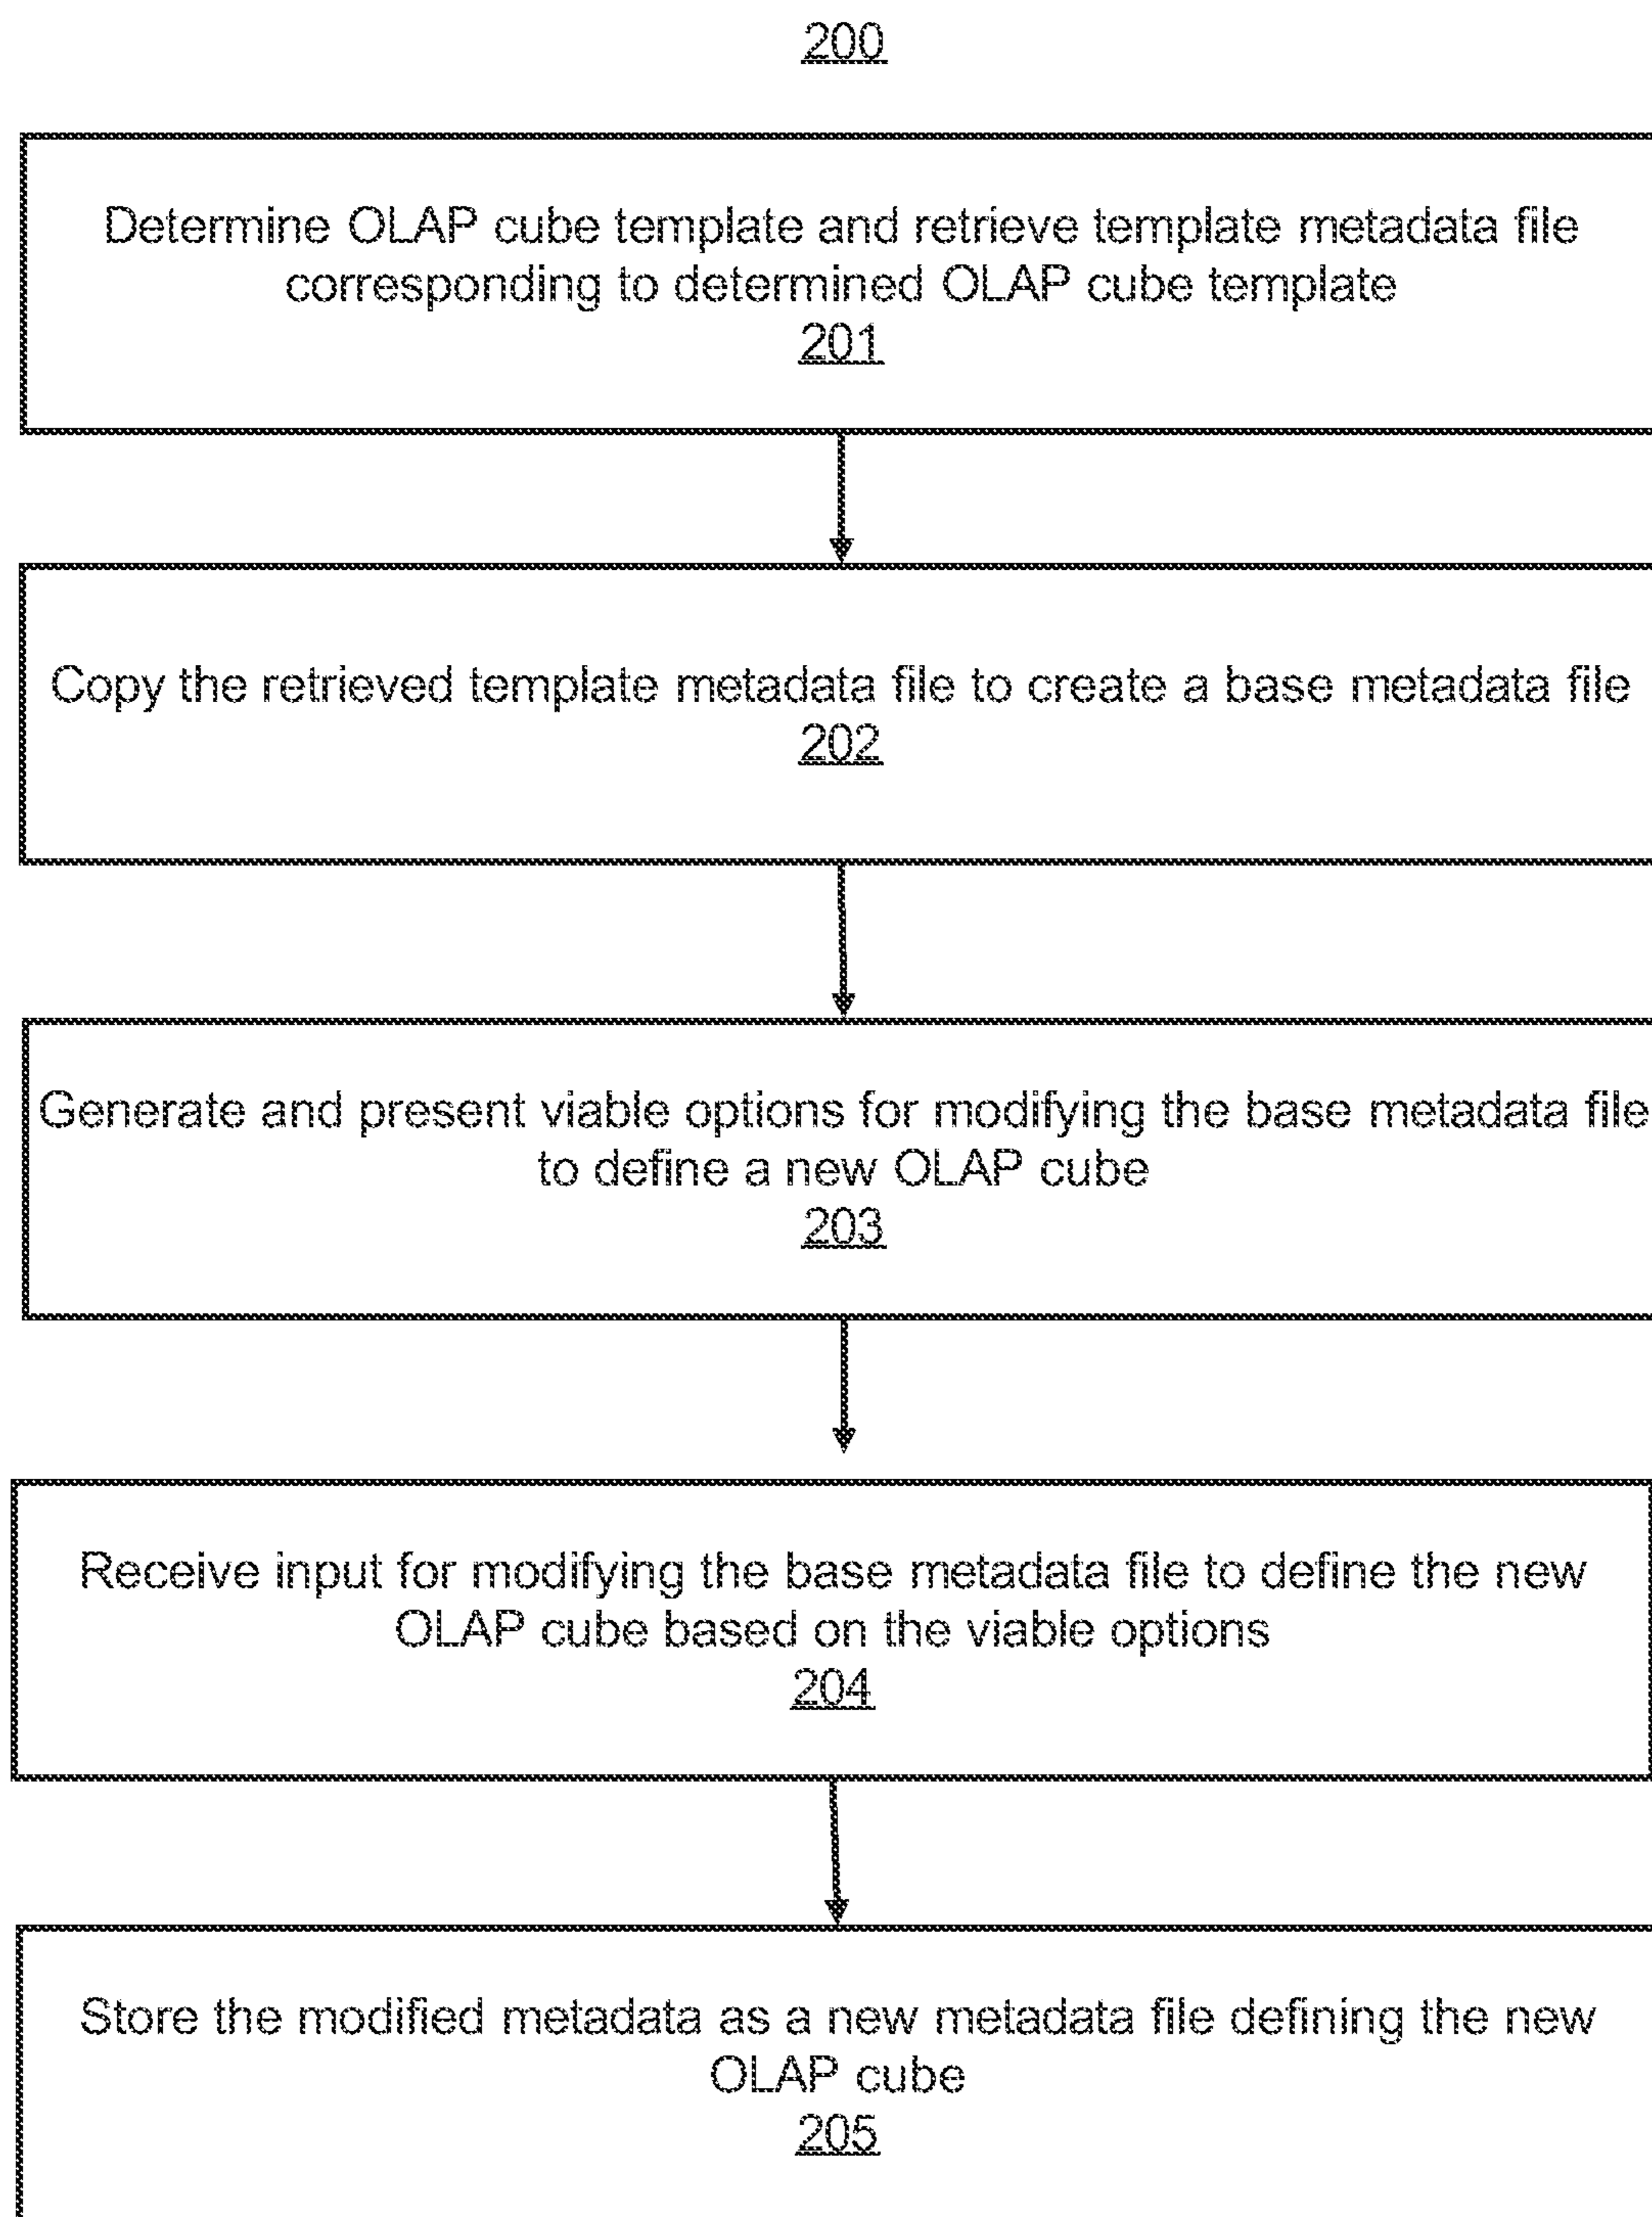 200
Determine OLAP cube template and retrieve template metadata file
corresponding to determined OLAP cube template
201
Copy the retrieved template metadata file to create a base metadata file
202
Generate and present viable options for modifying the base metadata file
to define a new OLAP cube
203
Receive input for modifying the base metadata file to define the new
OLAP cube based on the viable options
204
Store the modified metadata as a new metadata file defining the new
OLAP cube
205